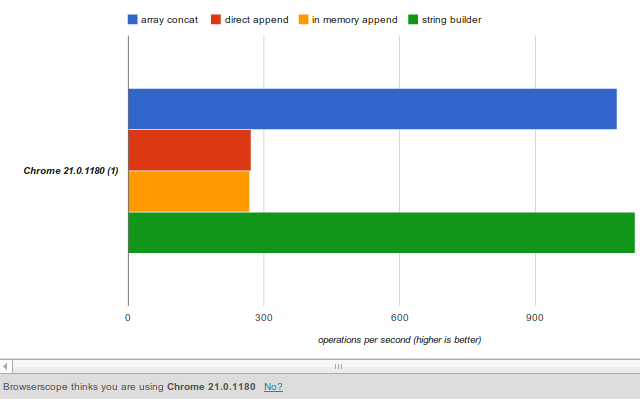 array concat direct append in memory append string builder
Chrome 21.0.1180 (1)
0 300 600 900
operations per second (higher is better)
Browserscope thinks you are using Chrome 21.0.1180 No?